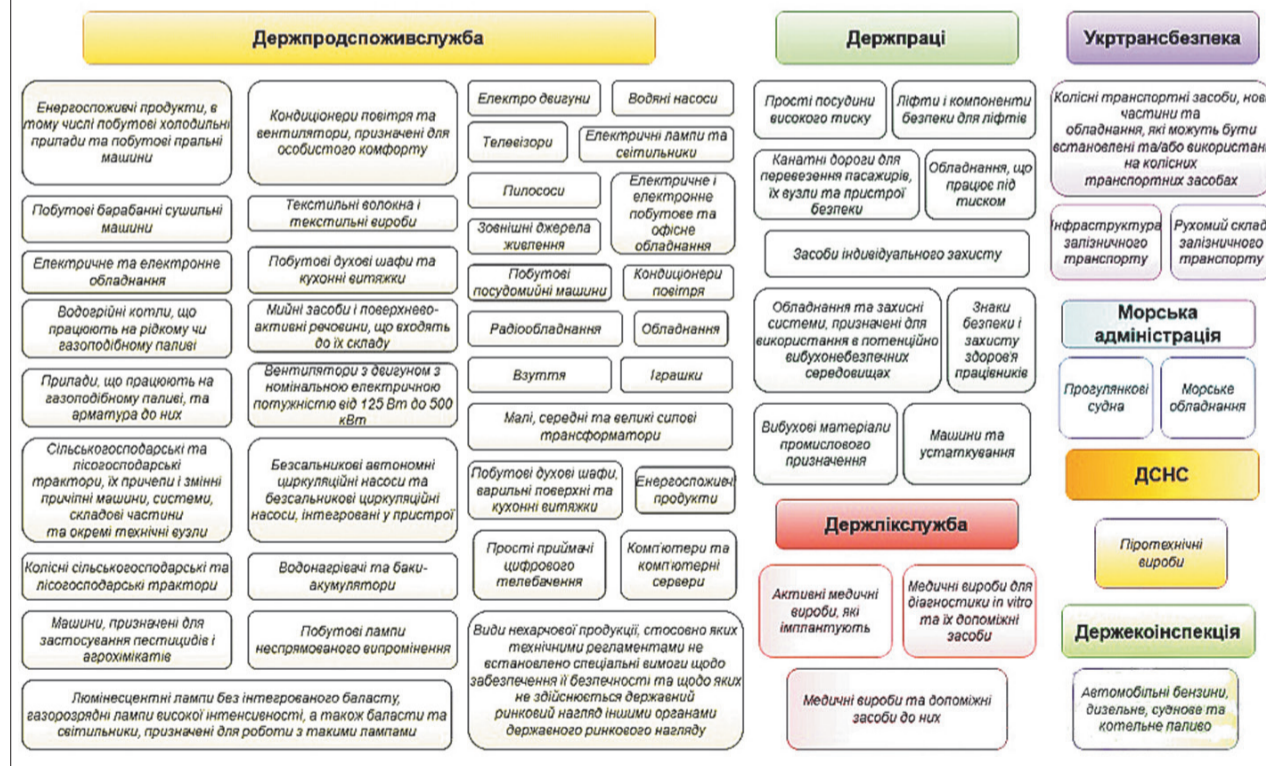 Держпродспоживслужба
Енергоспоживчі продукти, в
тому числі побутові холодильні
прилади та побутові пральні
машини
Побутові барабанні сушильні
машини
Електричне та електронне
обладнання
Водогрійні котли, що
працюють на рідкому чи
газоподібному паливі
Прилади, що працюють на
газоподібному паливі, та
арматура до них
Сільськогосподарські та
лісогосподарські
трактори, їх причепи і змінні
причіпні машини, системи,
складові частини
та окремі технічні вузли
Колісні сільськогосподарські та
лісогосподарські трактори
Машини, призначені для
застосування пестицидів і
агрохімікатів
Люмінесцентні лампи без інтегрованого баласту,
газорозрядні лампи високої інтенсивності, а також баласти та
світильники, призначені для роботи з такими лампами
Кондиціонери повітря та
вентилятори, призначені для
особистого комфорту
Текстильні волокна і
текстильні вироби
Побутові духові шафи та
кухонні витяжки
Мийні засоби і поверхнево-
активні речовини, що входять
до їх складу
Вентилятори з двигуном з
номінальною електричною
потужністю від 125 Вт до 500
кВт
Безсальникові автономні
циркуляційні насоси та
безсальникові циркуляційні
насоси, інтегровані у пристрої
Водонагрівачі та баки-
акумулятори
Побутові лампи
неспрямованого випромінення
Електро двигуни
Водяні насоси
Телевізори
Електричні лампи та
світильники
Пилососи
Електричне і
електронне
побутове та
офісне
обладнання
Зовнішні джерела
живлення
Побутові
посудомийні машини
Кондиціонери
повітря
Радіообладнання
Обладнання
Взуття
Іграшки
Малі, середні та великі силові
трансформатори
Побутові духові шафи,
варильні поверхні та
кухонні витяжки
Енергоспоживчі
продукти
Прості приймачі
цифрового
телебачення
Комп'ютери та
комп'ютерні
сервери
Види нехарчової продукції, стосовно яких
технічними регламентами не
встановлено спеціальні вимоги щодо
забезпечення її безпечності та щодо яких
не здійснюється державний
ринковий нагляд іншими органами
державного ринкового нагляду
Держпраці
Прості посудини
високого тиску
Ліфти і компоненти
безпеки для ліфтів
Канатні дороги для
перевезення пасажирів,
їх вузли та пристрої
безпеки
Обладнання, що
працює під
тиском
Засоби індивідуального захисту
Обладнання та захисні
системи, призначені для
використання в потенційно
вибухонебезпечних
середовищах
Знаки
безпеки і
захисту
здоров'я
працівників
Вибухові матеріали
промислового
призначення
Машини та
устаткування
Держлікслужба
Активні медичні
вироби, які
імплантують
Медичні вироби для
діагностики in vitro
та їх допоміжні
засоби
Медичні вироби та допоміжні
засоби до них
Укртрансбезпека
Колісні транспортні засоби, нові
частини та
обладнання, які можуть бути
встановлені та/або використані
на колісних
транспортних засобах
Інфраструктура
залізничного
транспорту
Рухомий склад
залізничного
транспорту
Морська
адміністрація
Прогулянкові
судна
Морське
обладнання
ДСНС
Піротехнічні
вироби
Держекоінспекція
Автомобільні бензини,
дизельне, суднове та
котельне паливо